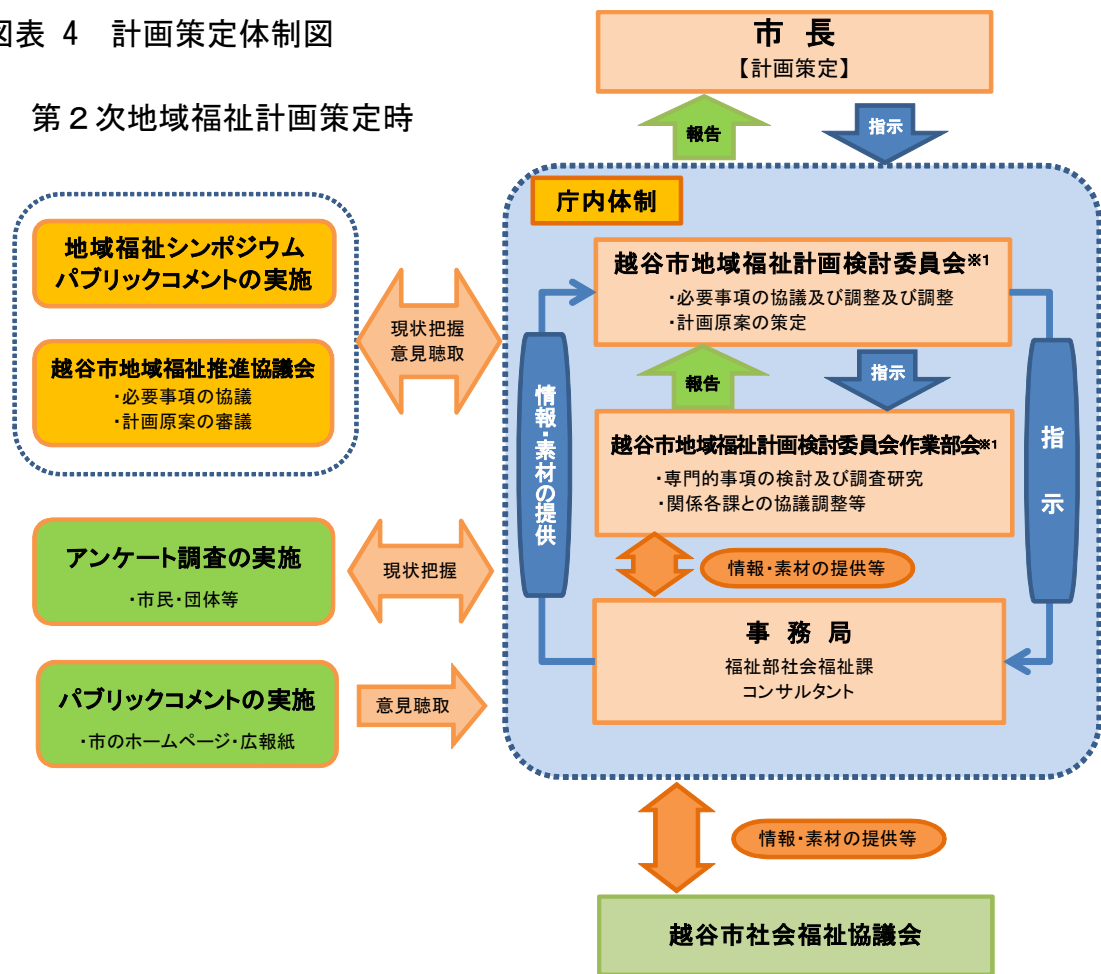 図表 4 計画策定体制図
第２次地域福祉計画策定時
市 長
【計画策定】
報告
指示
庁内体制
地域福祉シンポジウム
パブリックコメントの実施
越谷市地域福祉推進協議会
・必要事項の協議
・計画原案の審議
現状把握
意見聴取
越谷市地域福祉計画検討委員会※1
・必要事項の協議及び調整及び調整
・計画原案の策定
報告
指示
情報・素材の提供
指 示
越谷市地域福祉計画検討委員会作業部会※1
・専門的事項の検討及び調査研究
・関係各課との協議調整等
アンケート調査の実施
・市民・団体等
現状把握
情報・素材の提供等
事 務 局
福祉部社会福祉課
コンサルタント
パブリックコメントの実施
・市のホームページ・広報紙
意見聴取
情報・素材の提供等
越谷市社会福祉協議会